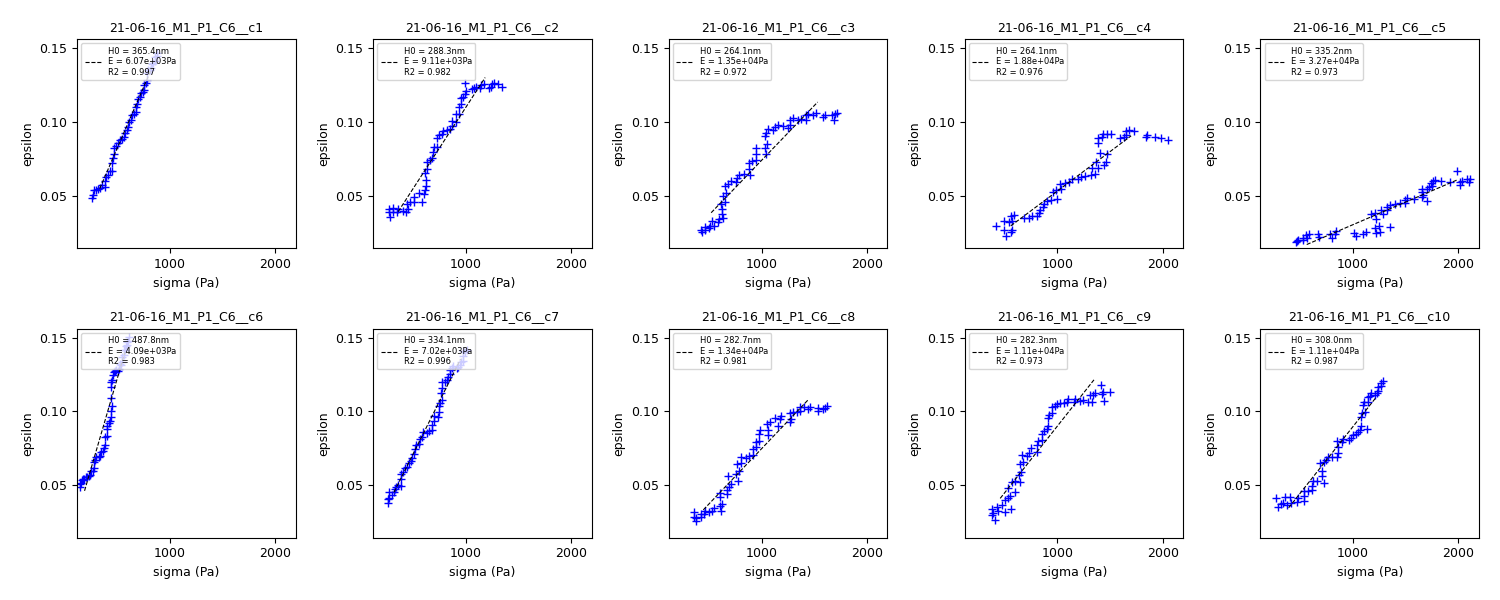 21-06-16_M1_P1_C6__c1
H0 = 365.4nm
E = 6.07e+03Pa
R2 = 0.997
0.15
0.10
0.05
epsilon
1000
2000
sigma (Pa)
21-06-16_M1_P1_C6__c2
H0 = 288.3nm
E = 9.11e+03Pa
R2 = 0.982
0.15
0.10
0.05
epsilon
1000
2000
sigma (Pa)
21-06-16_M1_P1_C6__c3
H0 = 264.1nm
E = 1.35e+04Pa
R2 = 0.972
0.15
0.10
0.05
epsilon
1000
2000
sigma (Pa)
21-06-16_M1_P1_C6__c4
H0 = 264.1nm
E = 1.88e+04Pa
R2 = 0.976
0.15
0.10
0.05
epsilon
1000
2000
sigma (Pa)
21-06-16_M1_P1_C6__c5
H0 = 335.2nm
E = 3.27e+04Pa
R2 = 0.973
0.15
0.10
0.05
epsilon
1000
2000
sigma (Pa)
21-06-16_M1_P1_C6__c6
H0 = 487.8nm
E = 4.09e+03Pa
R2 = 0.983
0.15
0.10
0.05
epsilon
1000
2000
sigma (Pa)
21-06-16_M1_P1_C6__c7
H0 = 334.1nm
E = 7.02e+03Pa
R2 = 0.996
0.15
0.10
0.05
epsilon
1000
2000
sigma (Pa)
21-06-16_M1_P1_C6__c8
H0 = 282.7nm
E = 1.34e+04Pa
R2 = 0.981
0.15
0.10
0.05
epsilon
1000
2000
sigma (Pa)
21-06-16_M1_P1_C6__c9
H0 = 282.3nm
E = 1.11e+04Pa
R2 = 0.973
0.15
0.10
0.05
epsilon
1000
2000
sigma (Pa)
21-06-16_M1_P1_C6__c10
H0 = 308.0nm
E = 1.11e+04Pa
R2 = 0.987
0.15
0.10
0.05
epsilon
1000
2000
sigma (Pa)